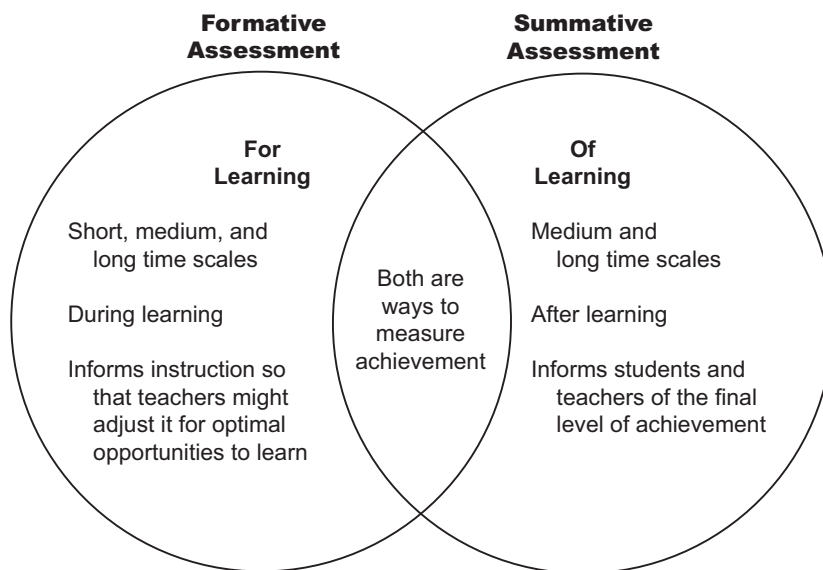 Formative
Assessment
Summative
Assessment
For
Learning
Short, medium, and
long time scales
During learning
Informs instruction so
that teachers might
adjust it for optimal
opportunities to learn
Both are
ways to
measure
achievement
Of
Learning
Medium and
long time scales
After learning
Informs students and
teachers of the final
level of achievement